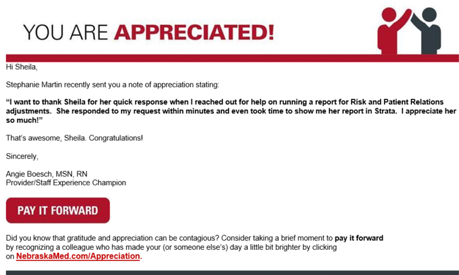 YOU ARE APPRECIATED!
Hi Sheila,
Stephanie Martin recently sent you a note of appreciation stating:
“I want to thank Sheila for her quick response when I reached out for help on running a report for Risk and Patient Relations
adjustments.  She responded to my request within minutes and even took time to show me her report in Strata.  I appreciate her
so much!”
That’s awesome, Sheila. Congratulations!
Sincerely,
Angie Boesch, MSN, RN
Provider/Staff Experience Champion
PAY IT FORWARD
Did you know that gratitude and appreciation can be contagious? Consider taking a brief moment to pay it forward
by recognizing a colleague who has made your (or someone else’s) day a little bit brighter by clicking
on NebraskaMed.com/Appreciation.